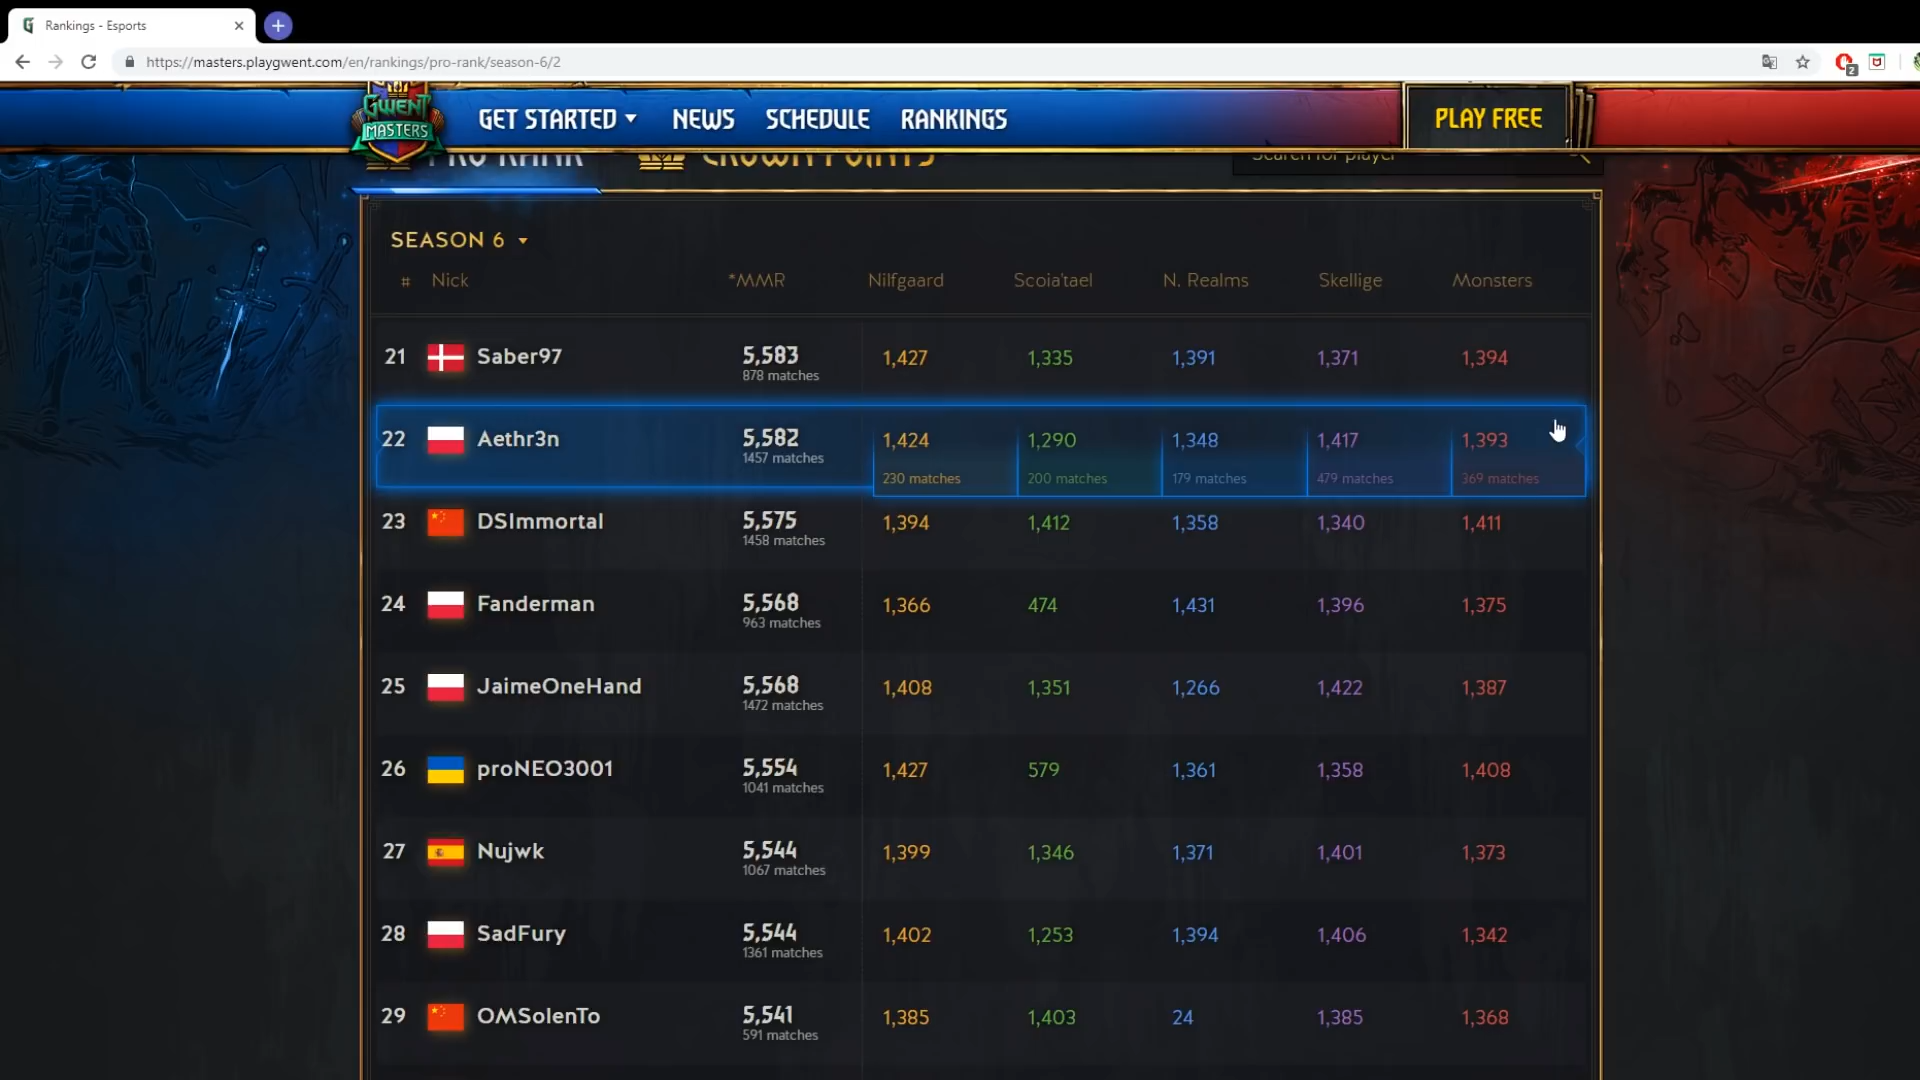 Rankings - Esports
https://masters.playgwent.com/en/rankings/pro-rank/season-6/2
2
GWENT MASTERS
GET STARTED NEWS SCHEDULE RANKINGS
PLAY FREE
PRO RANK CROWN POINTS Search for player
SEASON 6
# Nick *MMR Nilfgaard Scoia'tael N. Realms Skellige Monsters
21 Saber97 5,583 1,427 1,335 1,391 1,371 1,394
878 matches
22 Aethr3n 5,582 1,424 1,290 1,348 1,417 1,393
1457 matches 230 matches 200 matches 179 matches 479 matches 369 matches
23 DSImmortal 5,575 1,394 1,412 1,358 1,340 1,411
1458 matches
24 Fanderman 5,568 1,366 474 1,431 1,396 1,375
963 matches
25 JaimeOneHand 5,568 1,408 1,351 1,266 1,422 1,387
1472 matches
26 proNEO3001 5,554 1,427 579 1,361 1,358 1,408
1041 matches
27 Nujwk 5,544 1,399 1,346 1,371 1,401 1,373
1067 matches
28 SadFury 5,544 1,402 1,253 1,394 1,406 1,342
1361 matches
29 OMSolenTo 5,541 1,385 1,403 24 1,385 1,368
591 matches